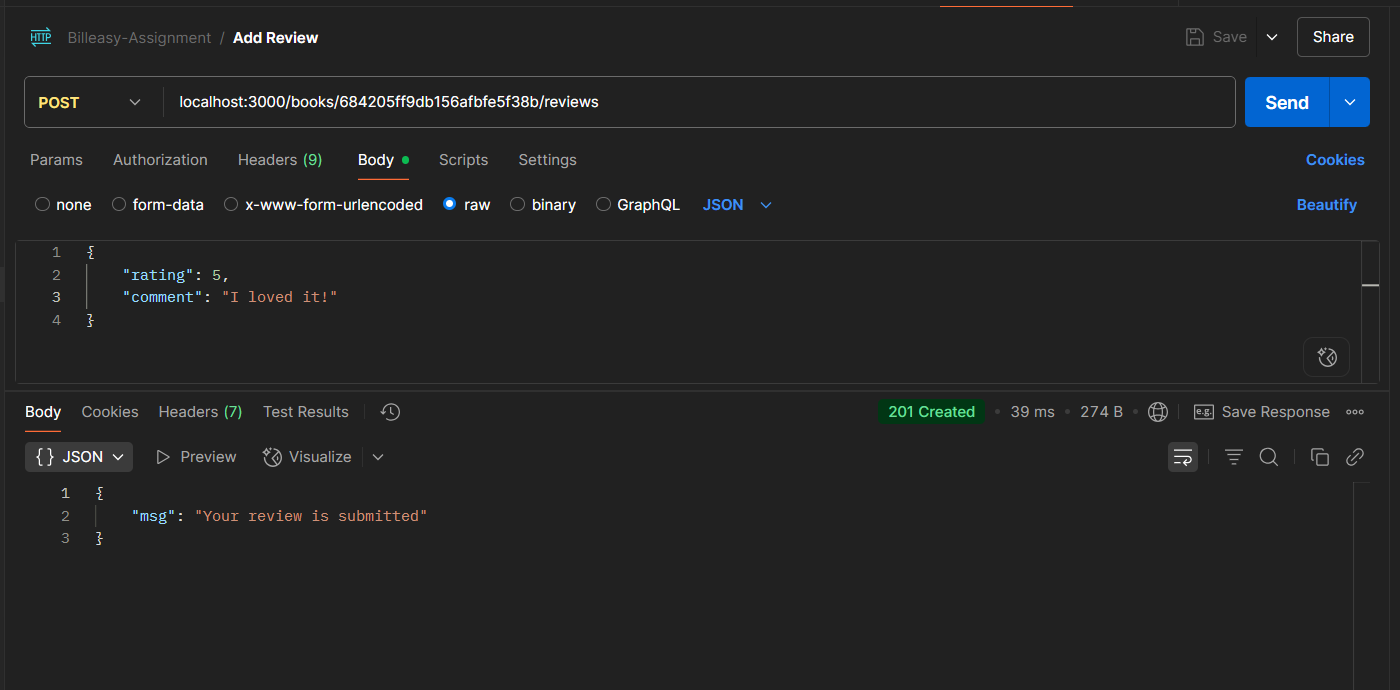 HTTP Billeasy-Assignment / Add Review Save Share
POST localhost:3000/books/684205ff9db156afbfe5f38b/reviews Send
Params Authorization Headers (9) Body Scripts Settings Cookies
none form-data x-www-form-urlencoded raw binary GraphQL JSON Beautify
1 {
2 "rating": 5,
3 "comment": "I loved it!"
4 }
Body Cookies Headers (7) Test Results 201 Created • 39 ms • 274 B • e.g. Save Response
{} JSON Preview Visualize
1 {
2 "msg": "Your review is submitted"
3 }